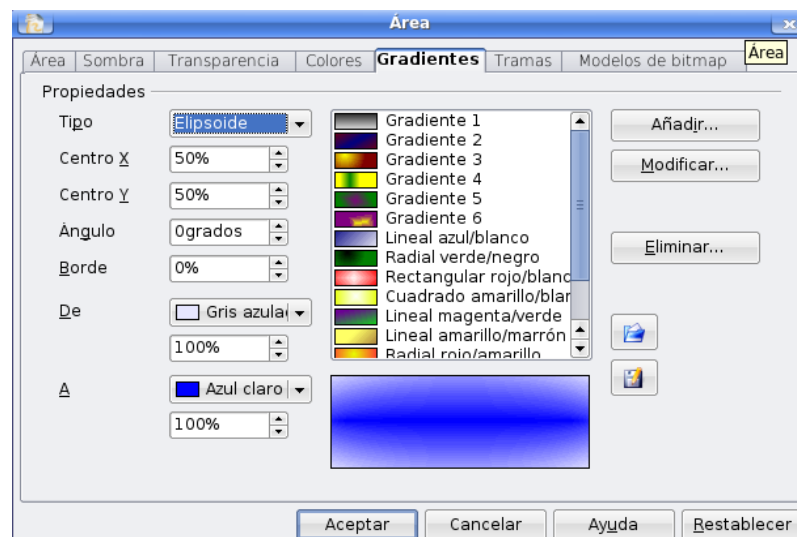 Área
Área
Área Sombra Transparencia Colores Gradientes Tramas Modelos de bitmap
Propiedades
Tipo Elipsoide
Centro X 50%
Centro Y 50%
Ángulo 0grados
Borde 0%
De Gris azula
100%
A Azul claro
100%
Gradiente 1
Gradiente 2
Gradiente 3
Gradiente 4
Gradiente 5
Gradiente 6
Lineal azul/blanco
Radial verde/negro
Rectangular rojo/blanc
Cuadrado amarillo/blar
Lineal magenta/verde
Lineal amarillo/marrón
Radial rojo/amarillo
Añadir...
Modificar...
Eliminar...
Aceptar Cancelar Ayuda Restablecer